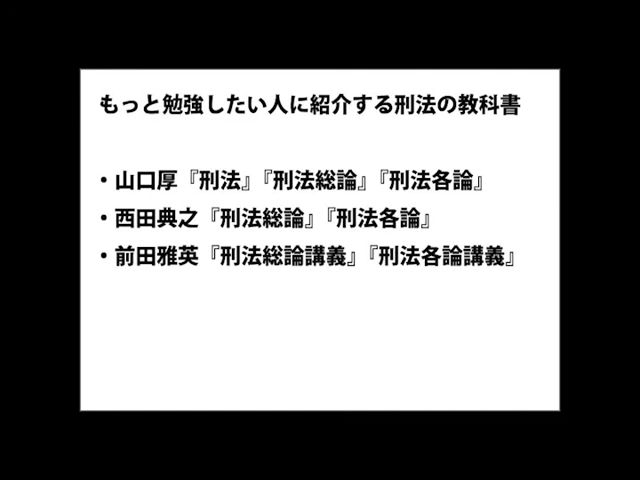 もっと勉強したい人に紹介する刑法の教科書
・山口厚『刑法』『刑法総論』『刑法各論』
・西田典之『刑法総論』『刑法各論』
・前田雅英『刑法総論講義』『刑法各論講義』